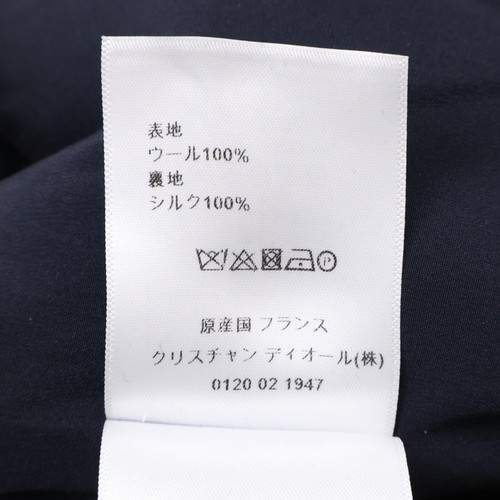 表地
ウール100%
裏地
シルク100%
P
原産国 フランス
クリスチャン ディオール(株)
0120 02 1947